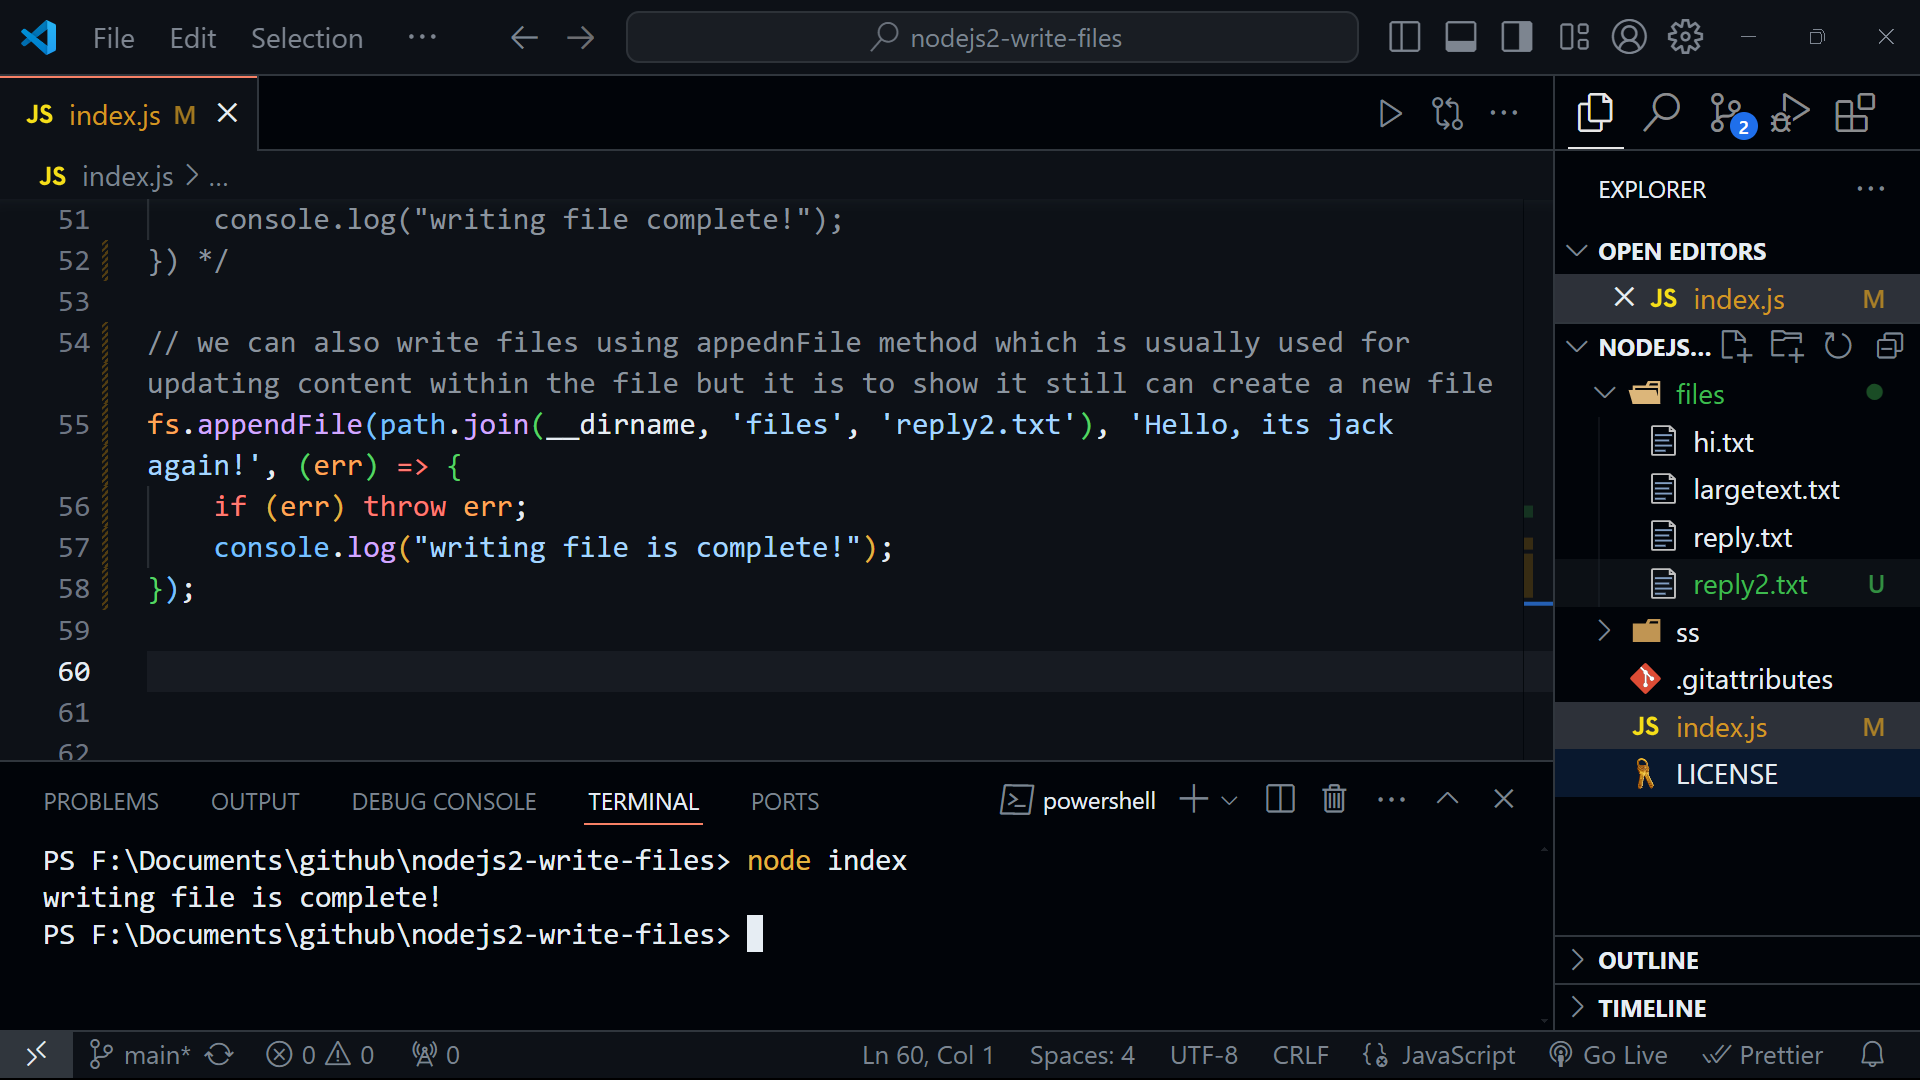 File Edit Selection ··· nodejs2-write-files
JS index.js M
JS index.js > ...
51 console.log("writing file complete!");
52 }) */
53
54 // we can also write files using appednFile method which is usually used for
updating content within the file but it is to show it still can create a new file
55 fs.appendFile(path.join(__dirname, 'files', 'reply2.txt'), 'Hello, its jack
again!', (err) => {
56 if (err) throw err;
57 console.log("writing file is complete!");
58 });
59
60
61
62
PROBLEMS OUTPUT DEBUG CONSOLE TERMINAL PORTS powershell
PS F:\Documents\github\nodejs2-write-files> node index
writing file is complete!
PS F:\Documents\github\nodejs2-write-files>
2
EXPLORER
OPEN EDITORS
JS index.js M
NODEJS...
files
hi.txt
largetext.txt
reply.txt
reply2.txt U
ss
.gitattributes
JS index.js M
LICENSE
OUTLINE
TIMELINE
main* 0 0 0 Ln 60, Col 1 Spaces: 4 UTF-8 CRLF JavaScript Go Live Prettier